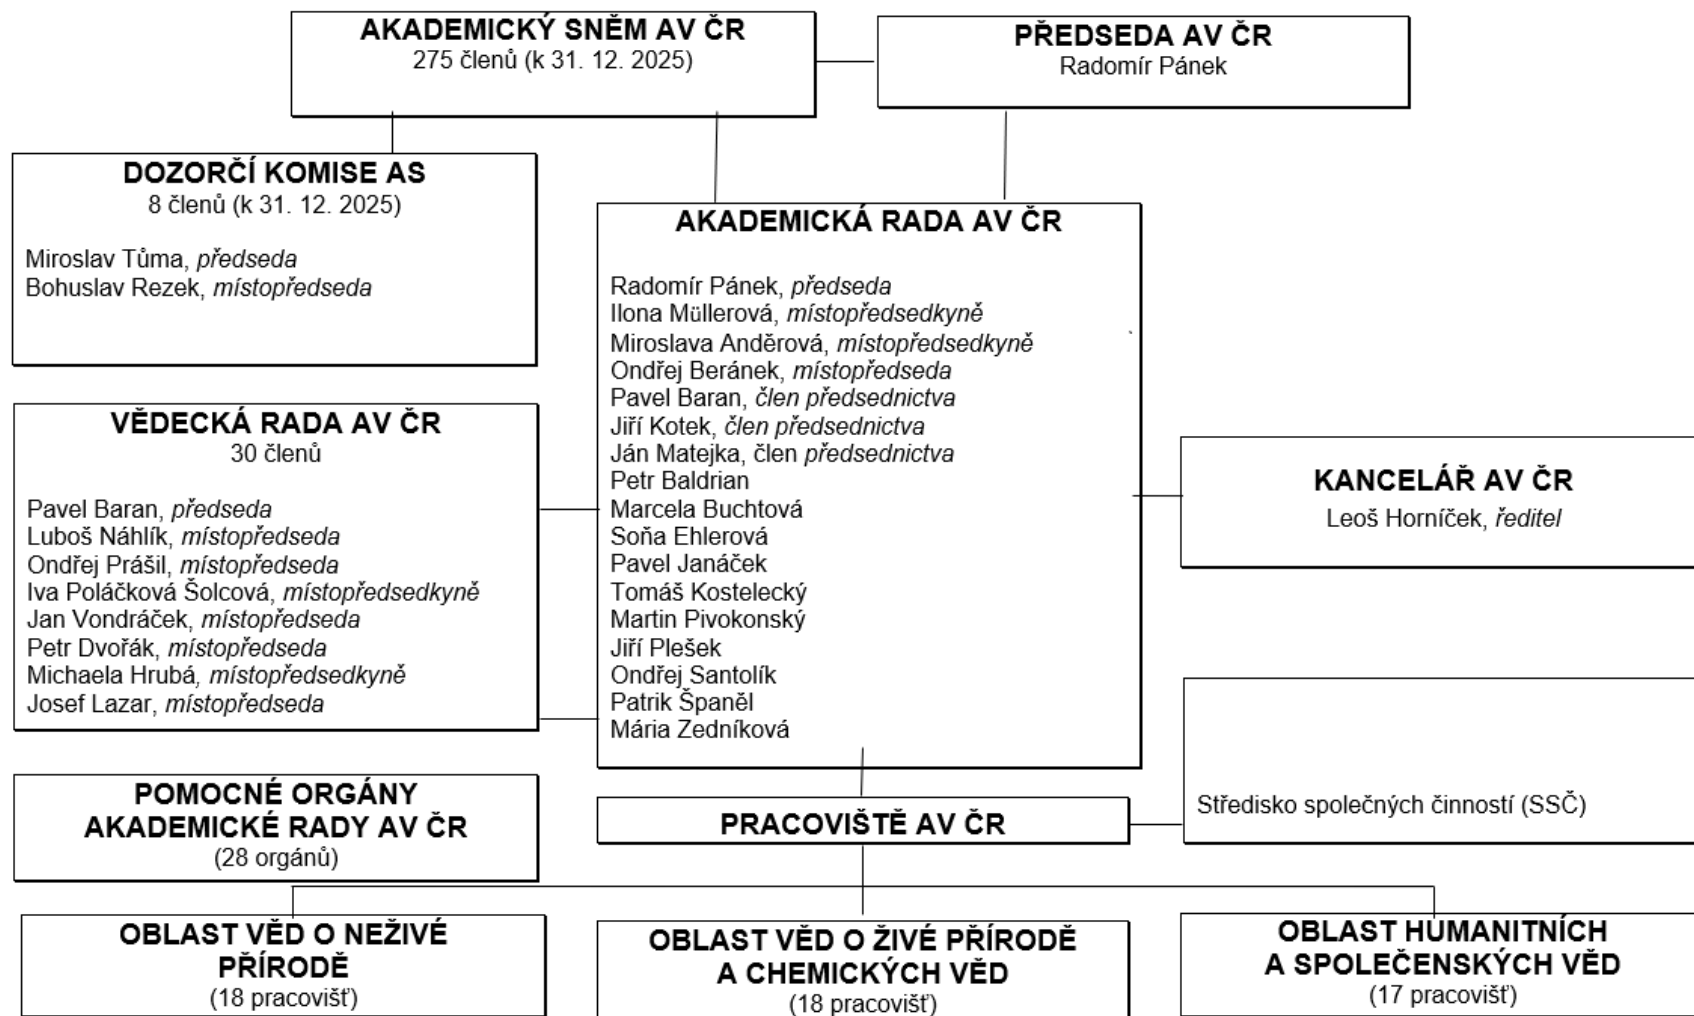 AKADEMICKÝ SNĚM AV ČR
275 členů (k 31. 12. 2025)
PŘEDSEDA AV ČR
Radomír Pánek
DOZORČÍ KOMISE AS
8 členů (k 31. 12. 2025)
Miroslav Tůma, předseda
Bohuslav Rezek, místopředseda
AKADEMICKÁ RADA AV ČR
Radomír Pánek, předseda
Ilona Müllerová, místopředsedkyně
Miroslava Anděrová, místopředsedkyně
Ondřej Beránek, místopředseda
Pavel Baran, člen předsednictva
Jiří Kotek, člen předsednictva
Ján Matejka, člen předsednictva
Petr Baldrian
Marcela Buchtová
Soňa Ehlerová
Pavel Janáček
Tomáš Kostelecký
Martin Pivokonský
Jiří Plešek
Ondřej Santolík
Patrik Španěl
Mária Zedníková
VĚDECKÁ RADA AV ČR
30 členů
Pavel Baran, předseda
Luboš Náhlík, místopředseda
Ondřej Prášil, místopředseda
Iva Poláčková Šolcová, místopředsedkyně
Jan Vondráček, místopředseda
Petr Dvořák, místopředseda
Michaela Hrubá, místopředsedkyně
Josef Lazar, místopředseda
KANCELÁŘ AV ČR
Leoš Horníček, ředitel
POMOCNÉ ORGÁNY
AKADEMICKÉ RADY AV ČR
(28 orgánů)
PRACOVIŠTĚ AV ČR
Středisko společných činností (SSČ)
OBLAST VĚD O NEŽIVÉ
PŘÍRODĚ
(18 pracovišť)
OBLAST VĚD O ŽIVÉ PŘÍRODĚ
A CHEMICKÝCH VĚD
(18 pracovišť)
OBLAST HUMANITNÍCH
A SPOLEČENSKÝCH VĚD
(17 pracovišť)